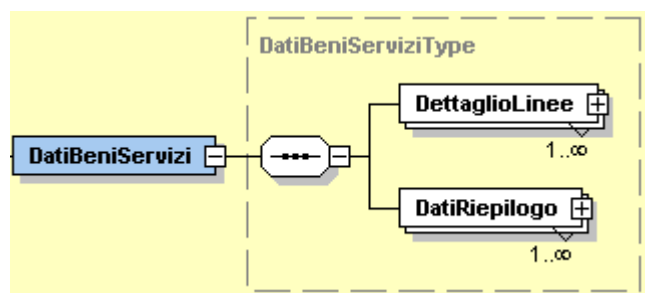 DatiBeniServiziType
DettaglioLinee
1..∞
DatiBeniServizi
DatiRiepilogo
1..∞